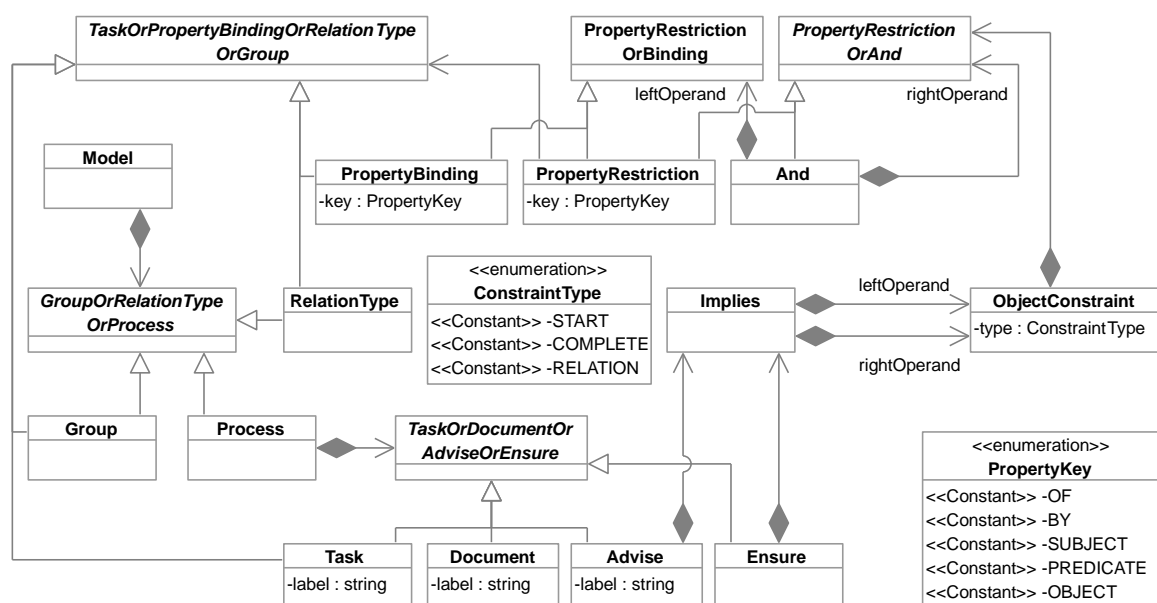 TaskOrPropertyBindingOrRelationType
OrGroup
PropertyRestriction
OrBinding
PropertyRestriction
OrAnd
leftOperand
rightOperand
Model
PropertyBinding
-key : PropertyKey
PropertyRestriction
-key : PropertyKey
And
GroupOrRelationType
OrProcess
RelationType
<<enumeration>>
ConstraintType
<<Constant>> -START
<<Constant>> -COMPLETE
<<Constant>> -RELATION
Implies
leftOperand
rightOperand
ObjectConstraint
-type : ConstraintType
Group
Process
TaskOrDocumentOr
AdviseOrEnsure
<<enumeration>>
PropertyKey
<<Constant>> -OF
<<Constant>> -BY
<<Constant>> -SUBJECT
<<Constant>> -PREDICATE
<<Constant>> -OBJECT
Task
-label : string
Document
-label : string
Advise
-label : string
Ensure